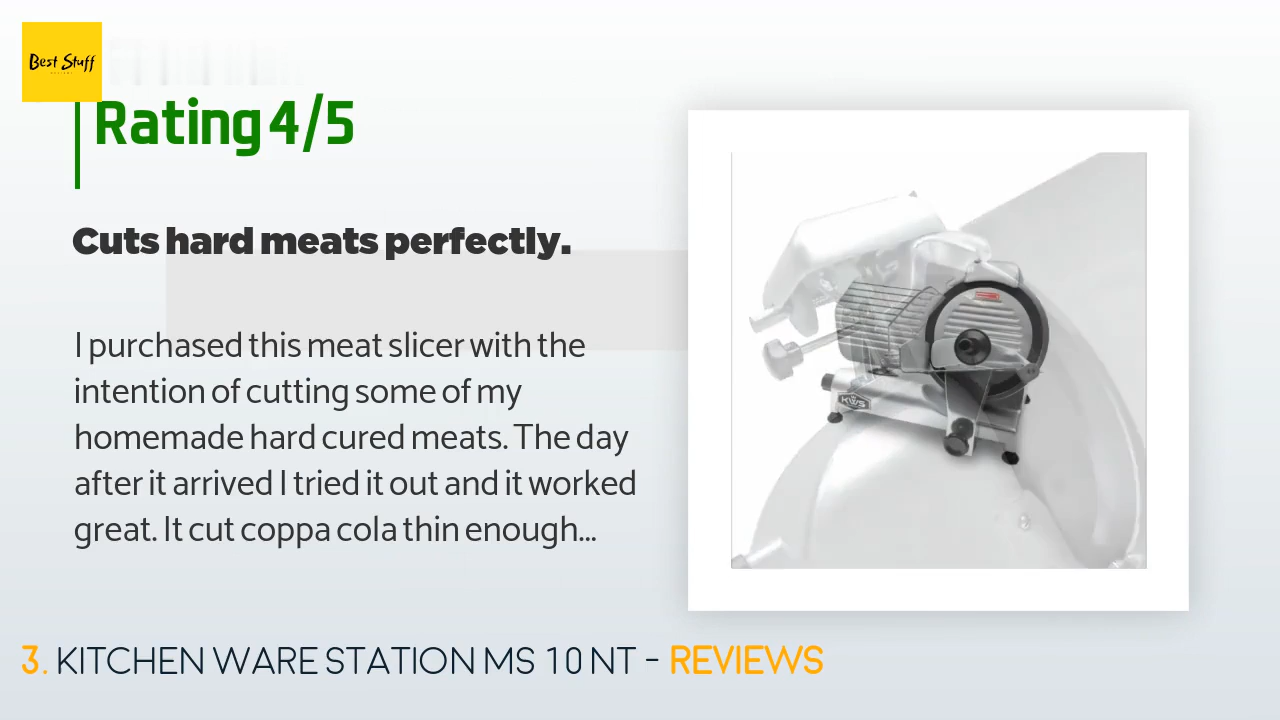 Best Stuff
Rating 4/5
Cuts hard meats perfectly.
I purchased this meat slicer with the
intention of cutting some of my
homemade hard cured meats. The day
after it arrived I tried it out and it worked
great. It cut coppa cola thin enough...
KWS
3. KITCHEN WARE STATION MS 10 NT - REVIEWS